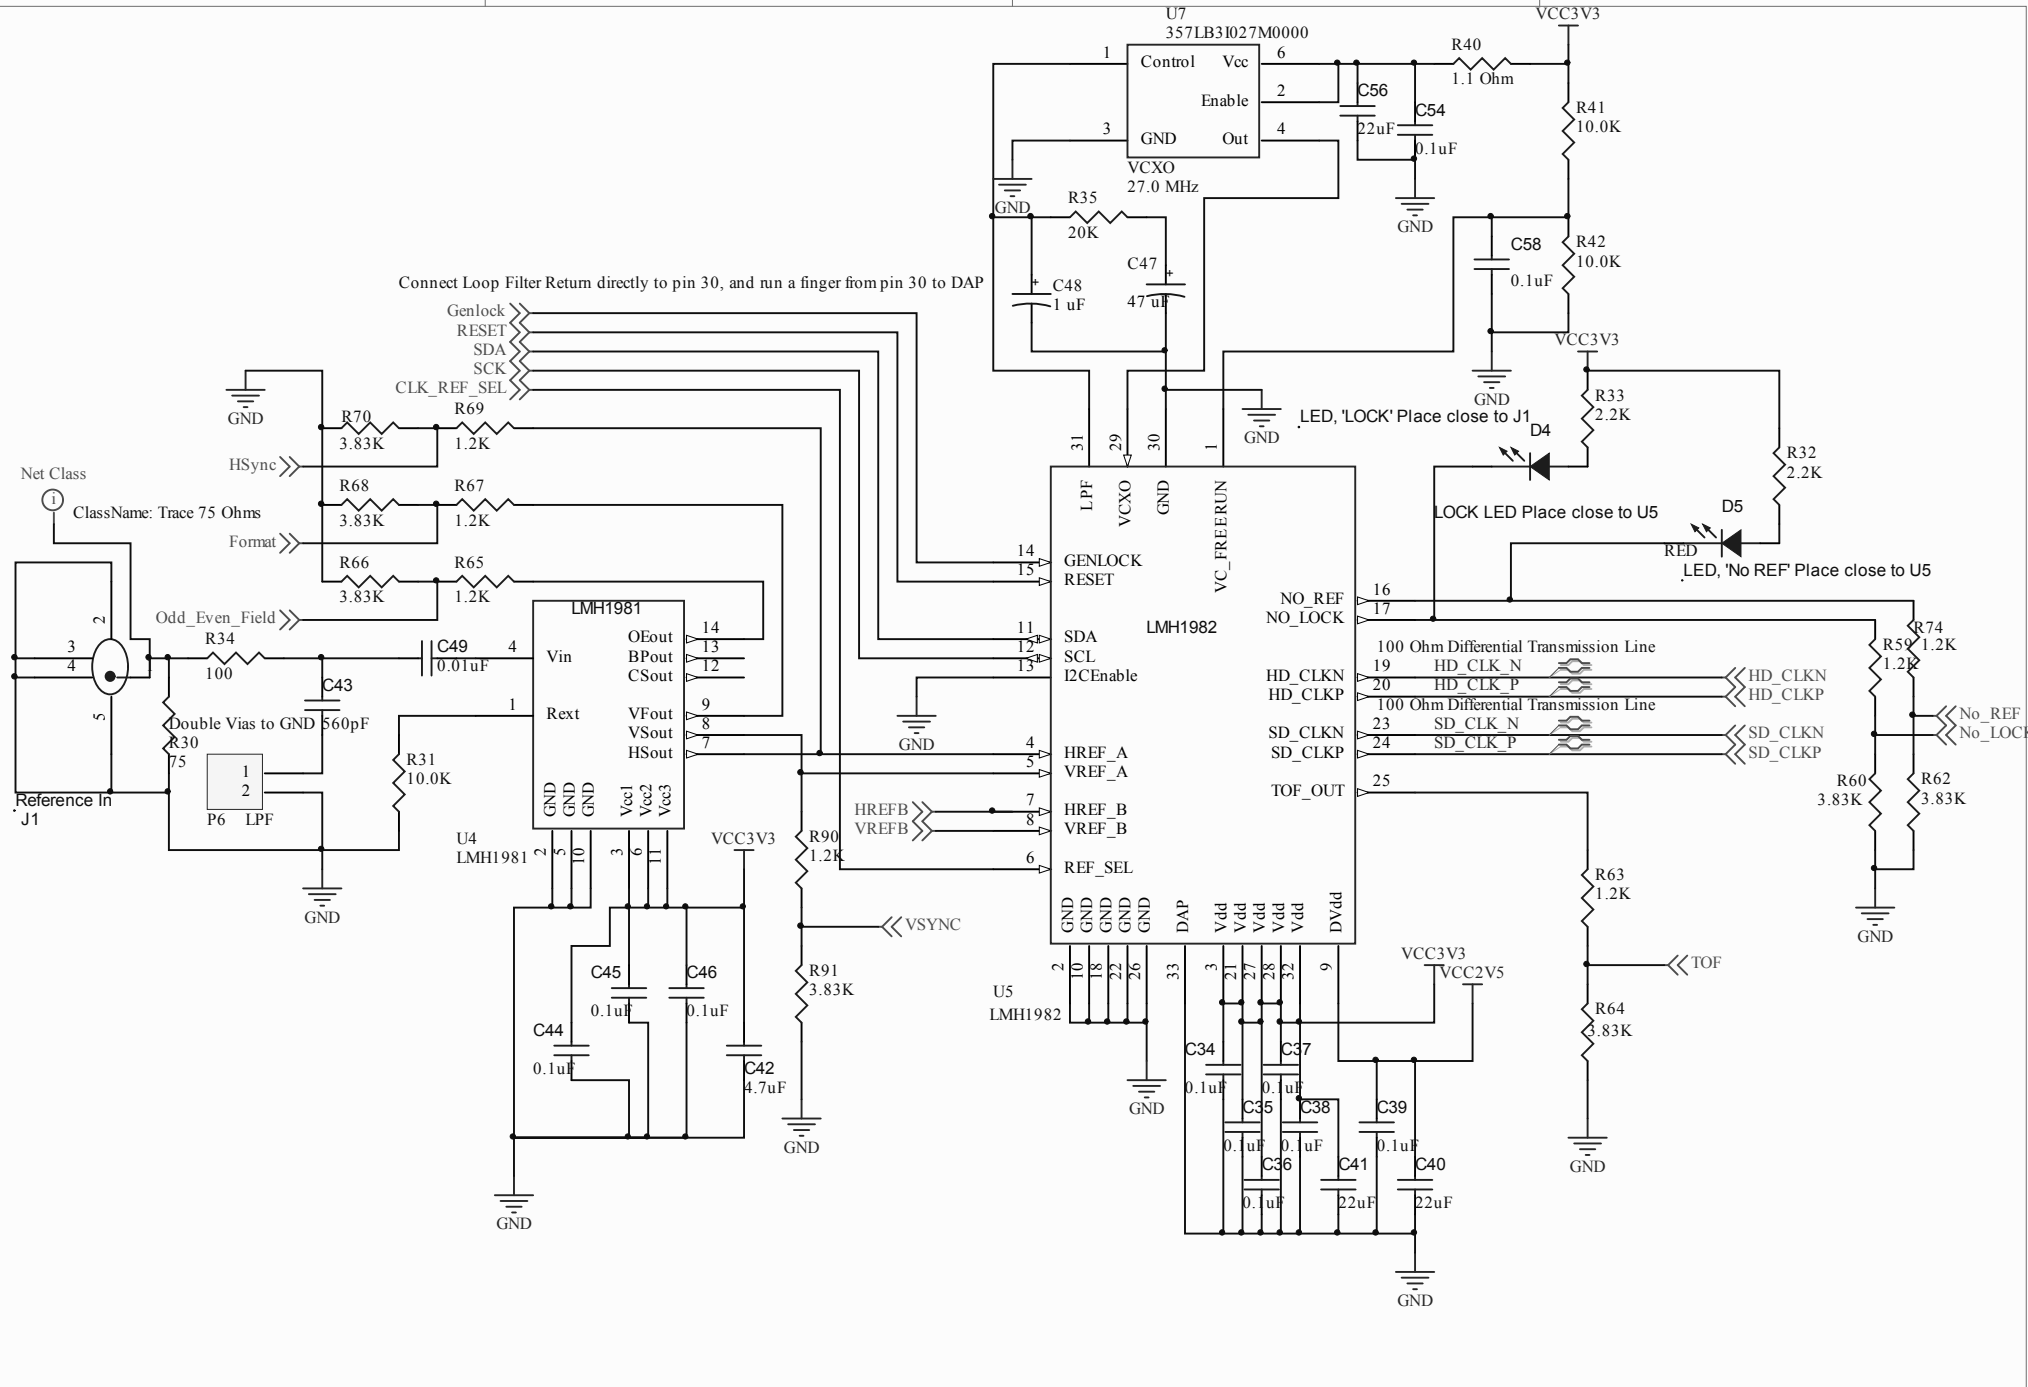 U7
357LB3I027M0000
1
Control
Vcc
6
Enable
2
3
GND
Out
4
VCXO
27.0 MHz
GND
VCC3V3
R40
1.1 Ohm
C56
22uF
C54
0.1uF
GND
R41
10.0K
R42
10.0K
C58
0.1uF
GND
R35
20K
C48
1 uF
+
C47
47 uF
+
GND
Connect Loop Filter Return directly to pin 30, and run a finger from pin 30 to DAP
Genlock
RESET
SDA
SCK
CLK_REF_SEL
GND
R70
3.83K
R69
1.2K
HSync
R68
3.83K
R67
1.2K
Format
R66
3.83K
R65
1.2K
Odd_Even_Field
Net Class
i
ClassName: Trace 75 Ohms
2
3
4
5
Reference In
J1
R34
100
C43
560pF
Double Vias to GND
R30
75
1
2
P6
LPF
GND
C49
0.01uF
R31
10.0K
LMH1981
4
Vin
1
Rext
OEout
14
BPout
13
CSout
12
VFout
9
VSout
8
HSout
7
GND
GND
GND
Vcc1
Vcc2
Vcc3
2
5
10
3
6
11
U4
LMH1981
VCC3V3
C45
0.1uF
C46
0.1uF
C44
0.1uF
C42
4.7uF
GND
R90
1.2K
VSYNC
R91
3.83K
GND
31
29
30
1
LPF
VCXO
GND
VC_FREERUN
LMH1982
14
GENLOCK
15
RESET
11
SDA
12
SCL
13
I2CEnable
GND
4
HREF_A
5
VREF_A
HREFB
7
HREF_B
VREFB
8
VREF_B
6
REF_SEL
GND
GND
GND
GND
GND
DAP
Vdd
Vdd
Vdd
Vdd
Vdd
DVdd
2
10
18
22
26
33
3
21
27
28
32
9
U5
LMH1982
GND
NO_REF
16
NO_LOCK
17
HD_CLKN
19
HD_CLKP
20
SD_CLKN
23
SD_CLKP
24
TOF_OUT
25
100 Ohm Differential Transmission Line
HD_CLK_N
HD_CLKN
HD_CLK_P
HD_CLKP
100 Ohm Differential Transmission Line
SD_CLK_N
SD_CLKN
SD_CLK_P
SD_CLKP
VCC3V3
R33
2.2K
LED, 'LOCK' Place close to J1
D4
LOCK LED Place close to U5
R32
2.2K
D5
RED
LED, 'No REF' Place close to U5
R59
1.2K
R74
1.2K
No_REF
No_LOCK
R60
3.83K
R62
3.83K
GND
R63
1.2K
TOF
R64
3.83K
GND
VCC3V3
VCC2V5
C34
0.1uF
C37
0.1uF
C35
0.1uF
C38
0.1uF
C36
0.1uF
C39
0.1uF
C41
22uF
C40
22uF
GND